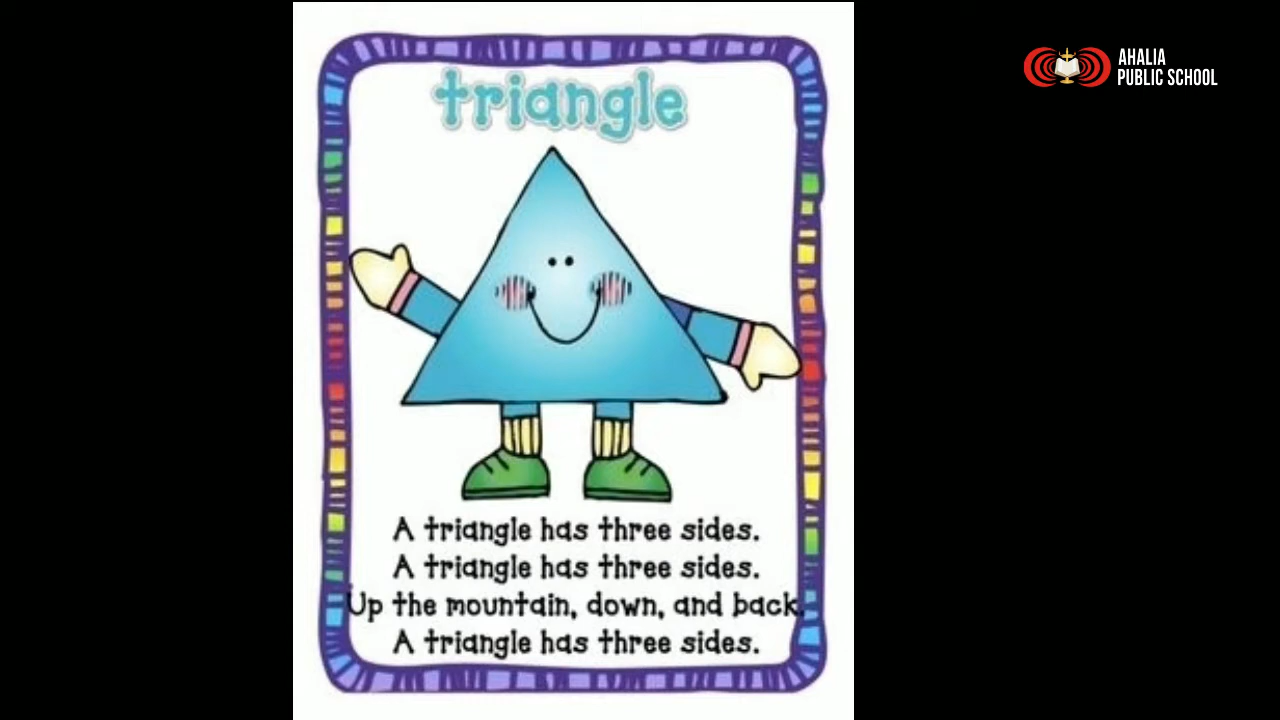 triangle
AHALIA
PUBLIC SCHOOL
A triangle has three sides.
A triangle has three sides.
Up the mountain, down, and back.
A triangle has three sides.